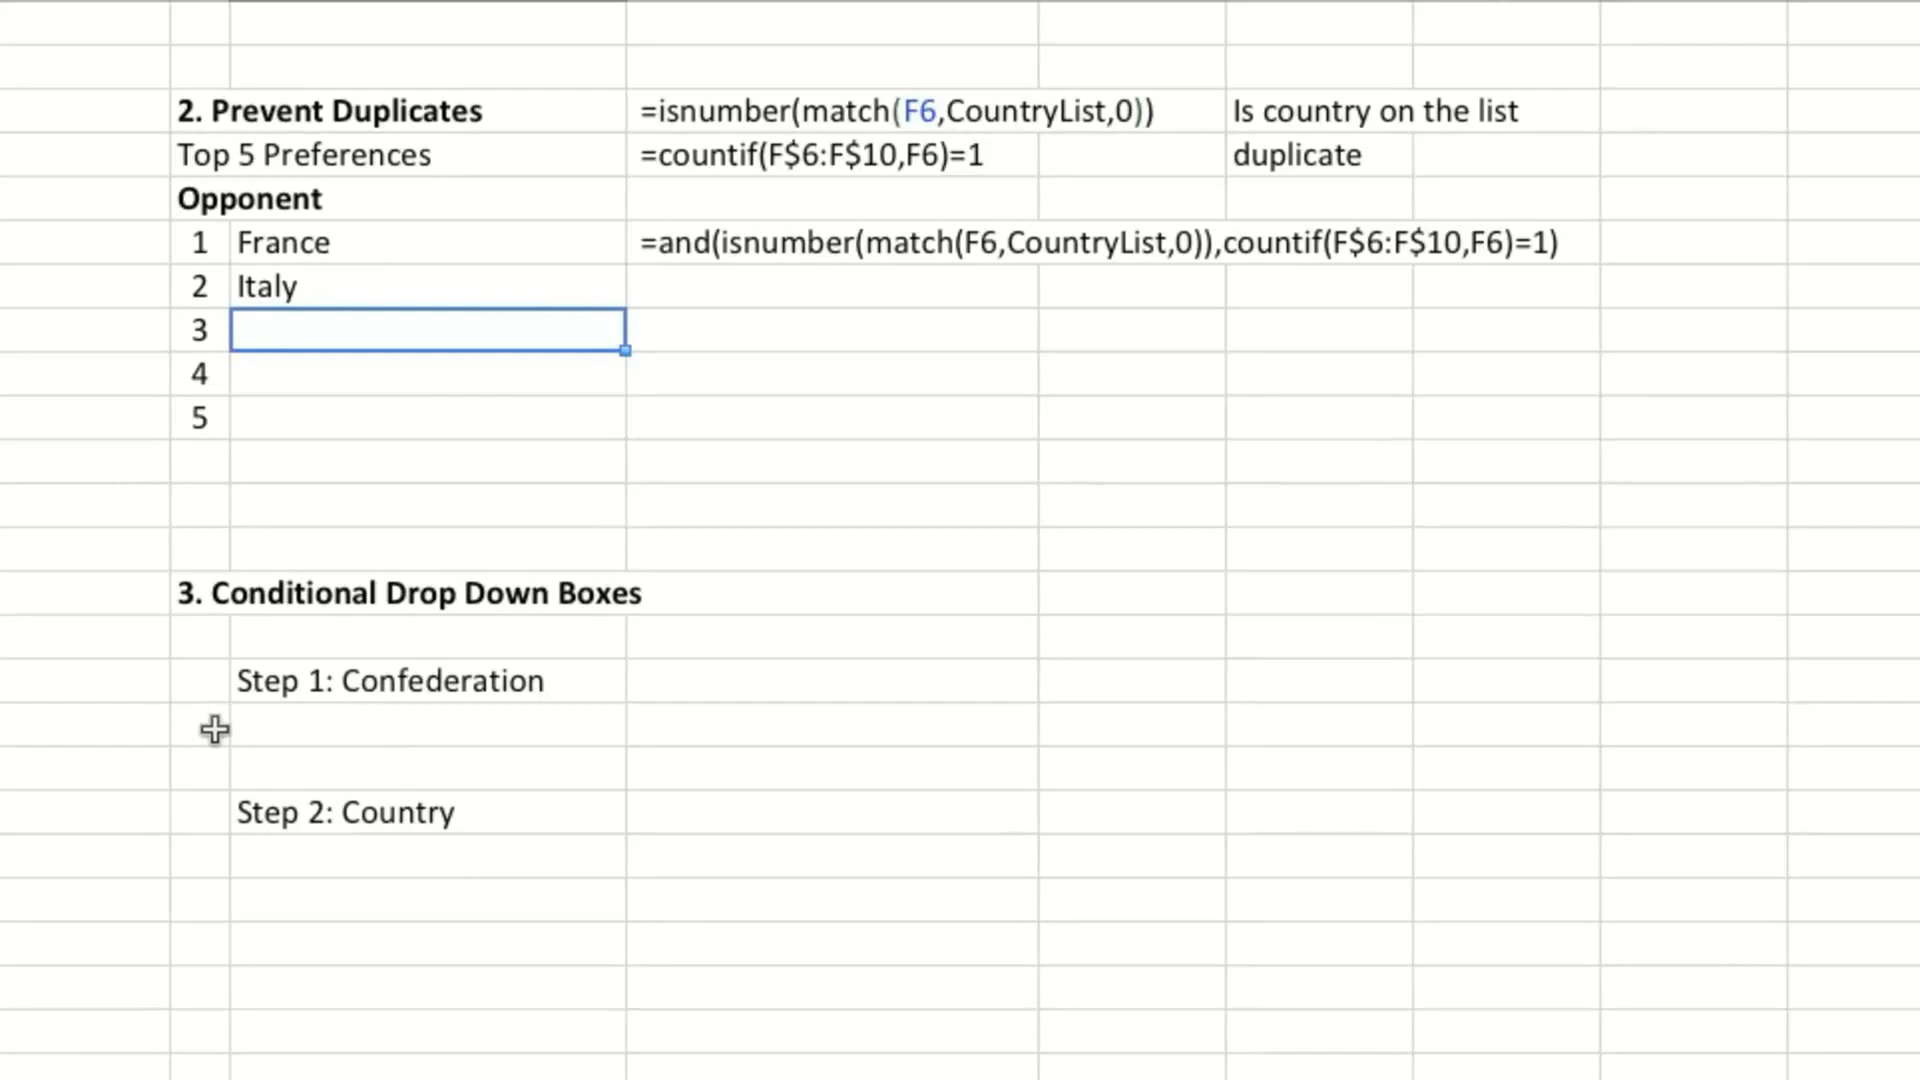 2. Prevent Duplicates =isnumber(match(F6,CountryList,0)) Is country on the list
Top 5 Preferences =countif(F$6:F$10,F6)=1 duplicate
Opponent
1 France =and(isnumber(match(F6,CountryList,0)),countif(F$6:F$10,F6)=1)
2 Italy
3
4
5
3. Conditional Drop Down Boxes
Step 1: Confederation
Step 2: Country